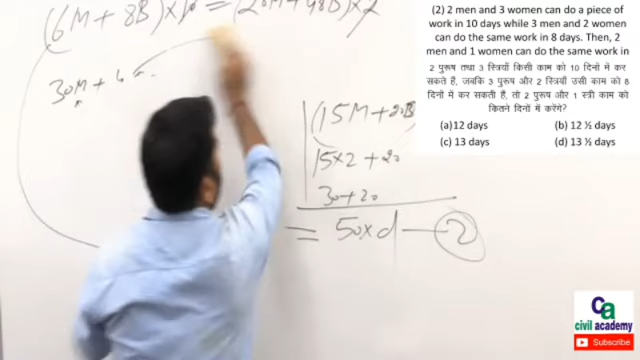 (6M + 8B) × 10 = (26M + 48B) × 2
30M + 6
(15M + 20B
15×2 + 20
30+20
= 50×d — 2
(2) 2 men and 3 women can do a piece of
work in 10 days while 3 men and 2 women
can do the same work in 8 days. Then, 2
men and 1 women can do the same work in
2 पुरूष तथा 3 स्त्रियाँ किसी काम को 10 दिनों में कर
सकते हैं, जबकि 3 पुरूष और 2 स्त्रियाँ उसी काम को 8
दिनों में कर सकती हैं, तो 2 पुरूष और 1 स्त्री काम को
कितने दिनों में करेंगे?
(a)12 days (b) 12 ½ days
(c) 13 days (d) 13 ½ days
ca
civil academy
Subscribe